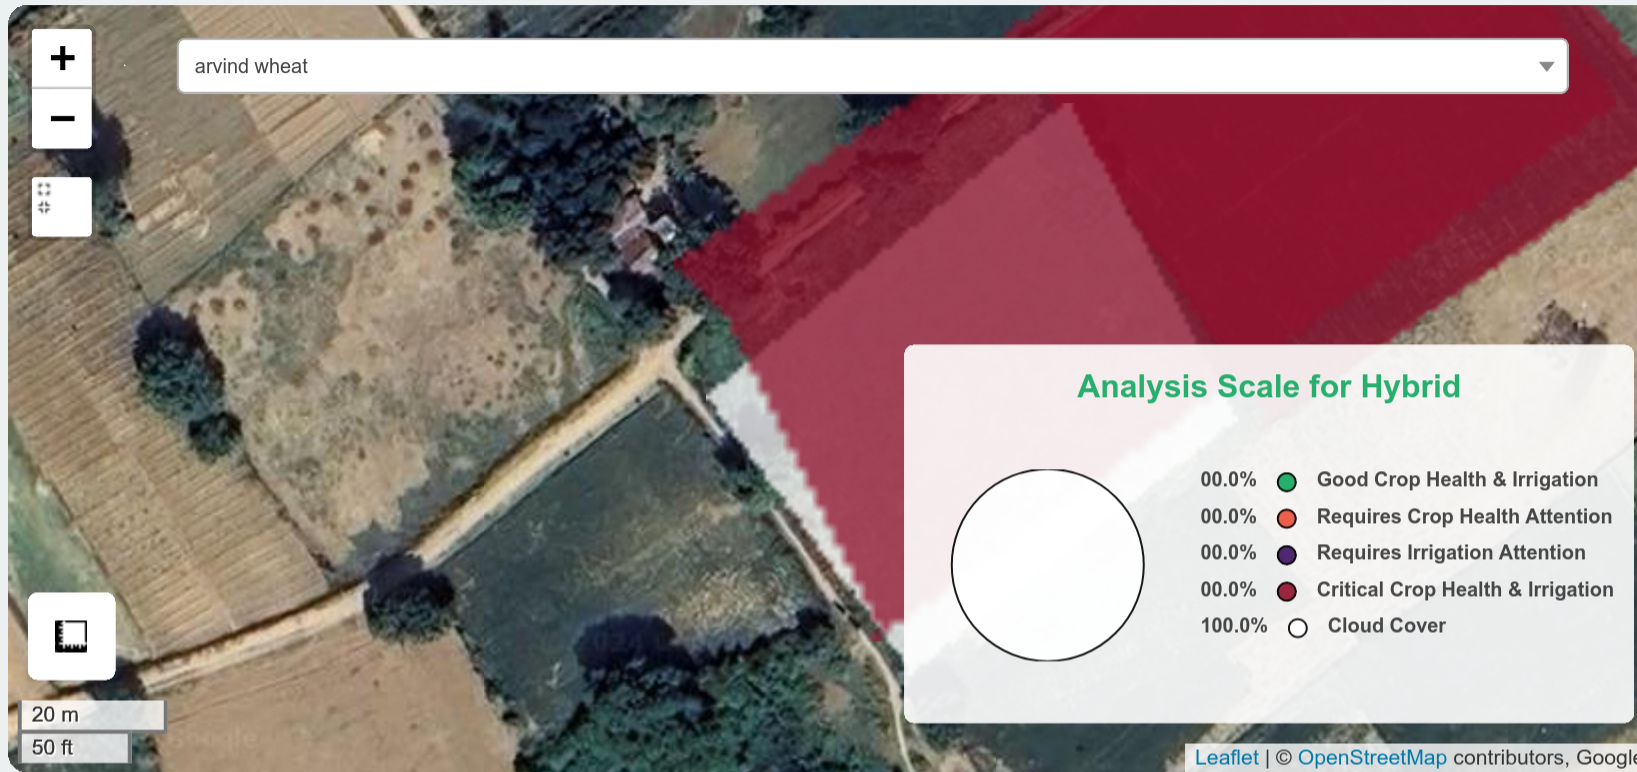 +
arvind wheat
−
Analysis Scale for Hybrid
00.0% Good Crop Health & Irrigation
00.0% Requires Crop Health Attention
00.0% Requires Irrigation Attention
00.0% Critical Crop Health & Irrigation
100.0% Cloud Cover
20 m
50 ft
Google
Leaflet | © OpenStreetMap contributors, Google